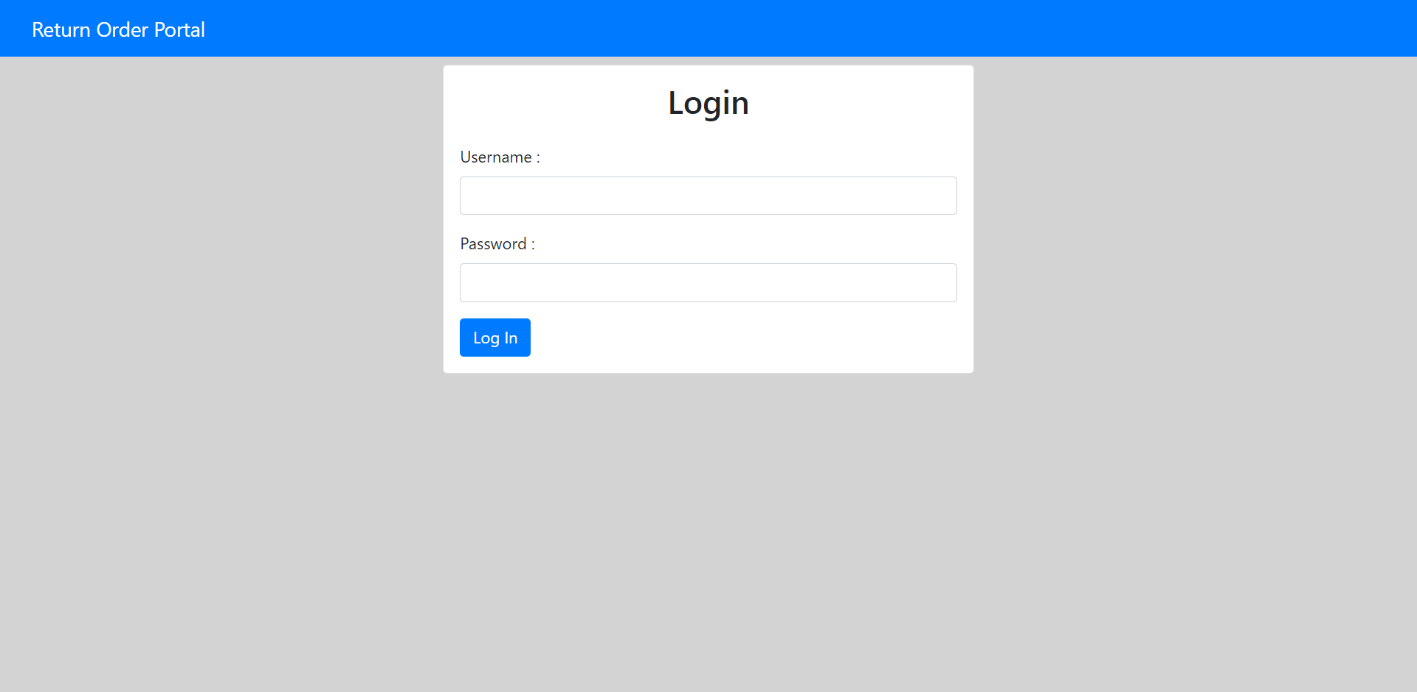 Return Order Portal
Login
Username :
Password :
Log In